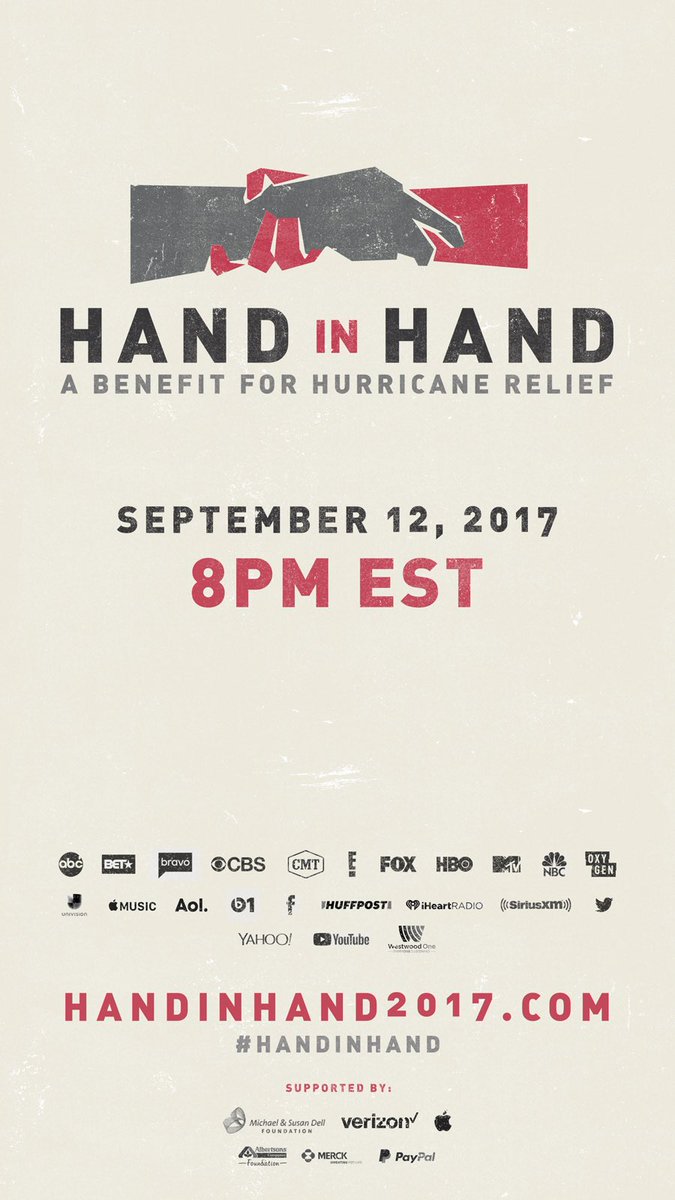 HAND IN HAND
A BENEFIT FOR HURRICANE RELIEF
SEPTEMBER 12, 2017
8PM EST
abc BET bravo CBS CMT E FOX HBO MTV NBC OXYGEN
UNIVISION MUSIC Aol. b1 f HUFFPOST iHeartRADIO ((SiriusXM))
YAHOO! YouTube Westwood One
HANDINHAND2017.COM
#HANDINHAND
SUPPORTED BY:
Michael & Susan Dell FOUNDATION verizon✓
Albertsons Foundation MERCK PayPal